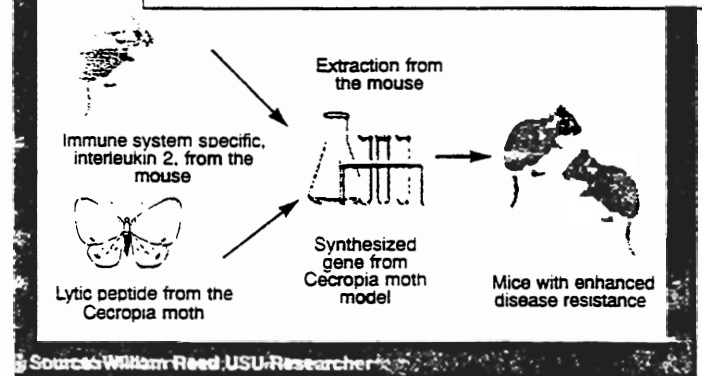 Extraction from
the mouse
Immune system specific,
interleukin 2, from the
mouse
Synthesized
gene from
Cecropia moth
model
Lytic peptide from the
Cecropia moth
Mice with enhanced
disease resistance
Source: William Reed, USU Researcher